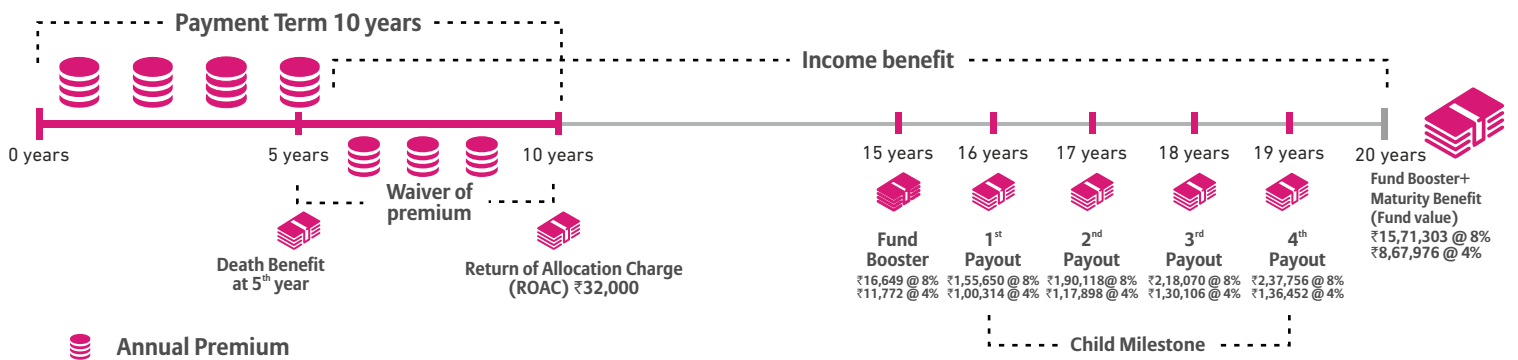 Payment Term 10 years
Income benefit
0 years
5 years
10 years
15 years
16 years
17 years
18 years
19 years
20 years
Waiver of
premium
Death Benefit
at 5th year
Return of Allocation Charge
(ROAC) ₹32,000
Fund
Booster
₹16,649 @ 8%
₹11,772 @ 4%
1st
Payout
₹1,55,650 @ 8%
₹1,00,314 @ 4%
2nd
Payout
₹1,90,118@ 8%
₹1,17,898 @ 4%
3rd
Payout
₹2,18,070 @ 8%
₹1,30,106 @ 4%
4th
Payout
₹2,37,756 @ 8%
₹1,36,452 @ 4%
Fund Booster+
Maturity Benefit
(Fund value)
₹15,71,303 @ 8%
₹8,67,976 @ 4%
Child Milestone
Annual Premium